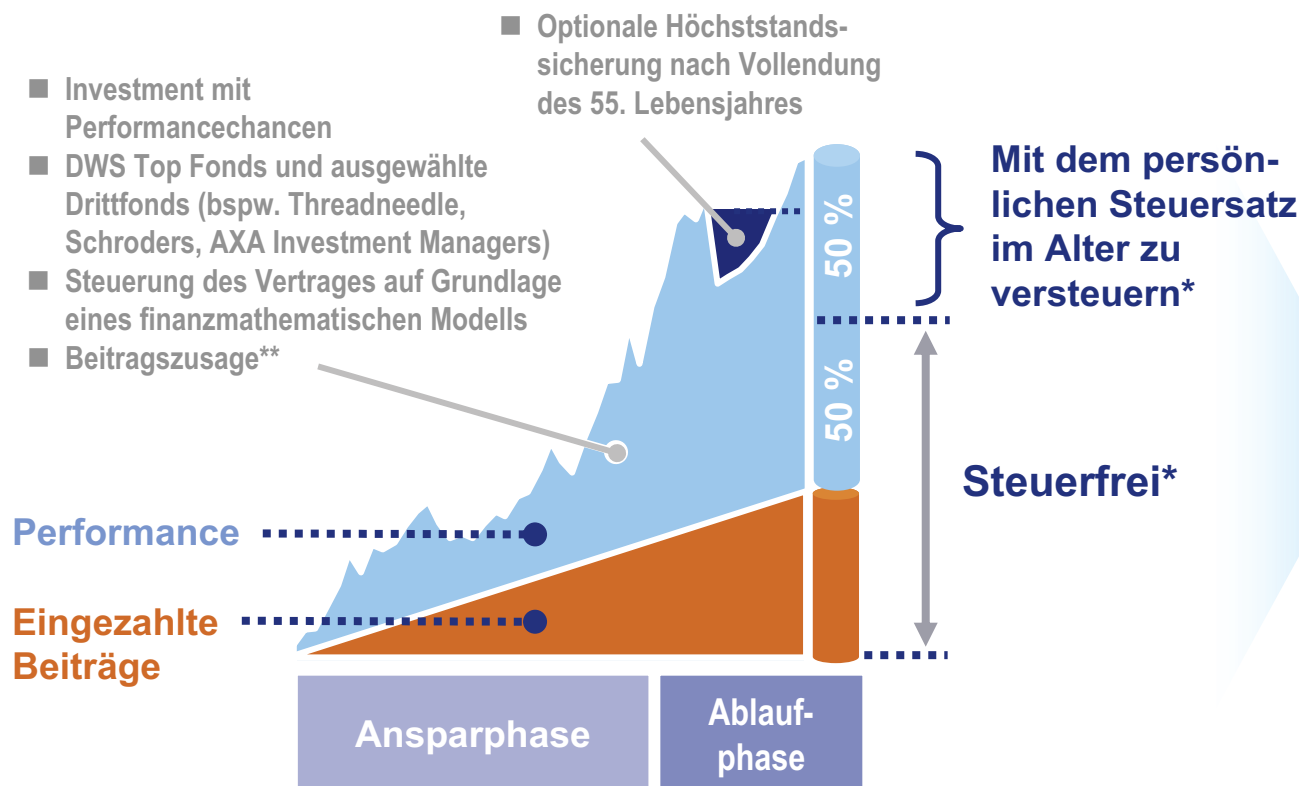 ■ Optionale Höchststands-
sicherung nach Vollendung
des 55. Lebensjahres
■ Investment mit
Performancechancen
■ DWS Top Fonds und ausgewählte
Drittfonds (bspw. Threadneedle,
Schroders, AXA Investment Managers)
■ Steuerung des Vertrages auf Grundlage
eines finanzmathematischen Modells
■ Beitragszusage**
Mit dem persön-
lichen Steuersatz
im Alter zu
versteuern*
50 %
50 %
Steuerfrei*
Performance
Eingezahlte
Beiträge
Ansparphase
Ablauf-
phase